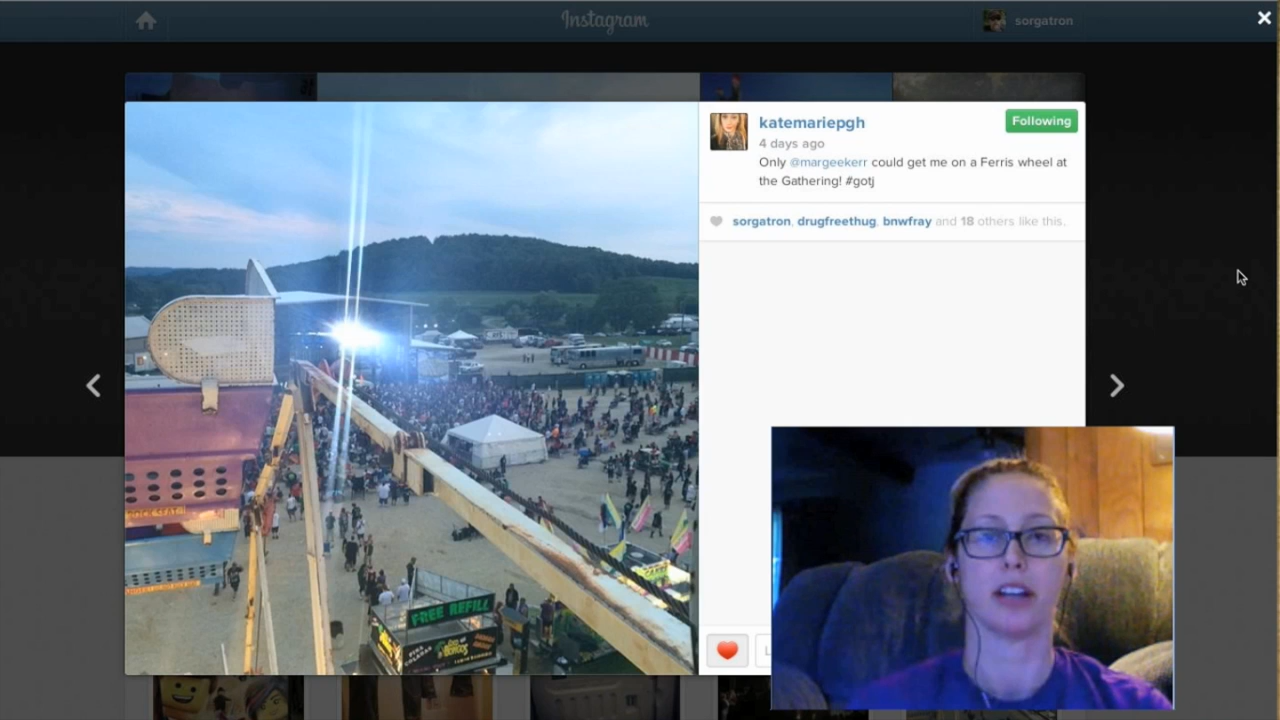 Instagram
sorgatron
katemariepgh
Following
4 days ago
Only @margeekerr could get me on a Ferris wheel at
the Gathering! #gotj
sorgatron, drugfreethug, bnwfray and 18 others like this.
FREE REFILL